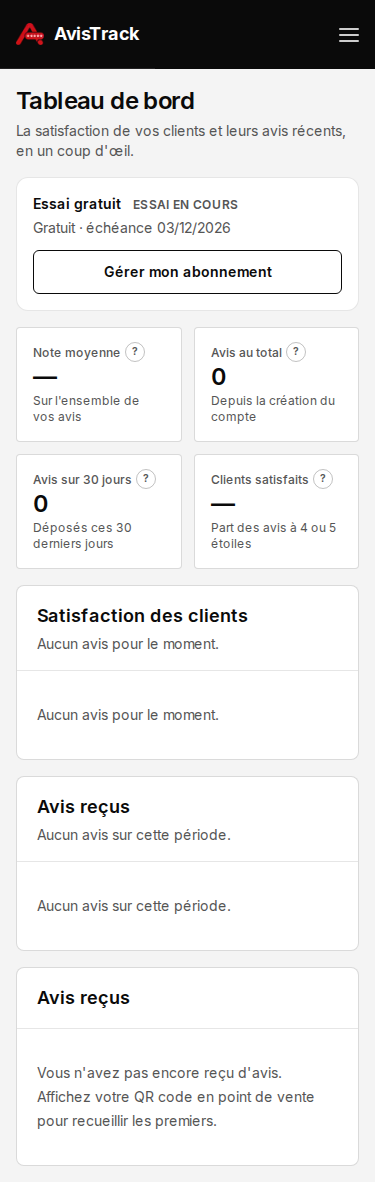 AvisTrack
Tableau de bord
La satisfaction de vos clients et leurs avis récents,
en un coup d'œil.
Essai gratuit ESSAI EN COURS
Gratuit · échéance 03/12/2026
Gérer mon abonnement
Note moyenne ?
—
Sur l'ensemble de
vos avis
Avis au total ?
0
Depuis la création du
compte
Avis sur 30 jours ?
0
Déposés ces 30
derniers jours
Clients satisfaits ?
—
Part des avis à 4 ou 5
étoiles
Satisfaction des clients
Aucun avis pour le moment.
Aucun avis pour le moment.
Avis reçus
Aucun avis sur cette période.
Aucun avis sur cette période.
Avis reçus
Vous n'avez pas encore reçu d'avis.
Affichez votre QR code en point de vente
pour recueillir les premiers.